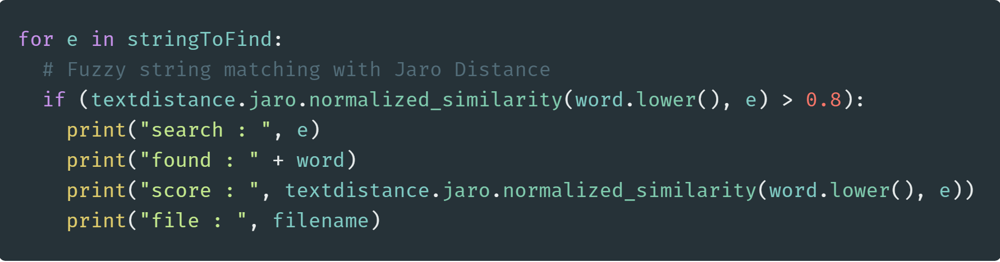 for e in stringToFind:
  # Fuzzy string matching with Jaro Distance
  if (textdistance.jaro.normalized_similarity(word.lower(), e) > 0.8):
    print("search : ", e)
    print("found : " + word)
    print("score : ", textdistance.jaro.normalized_similarity(word.lower(), e))
    print("file : ", filename)